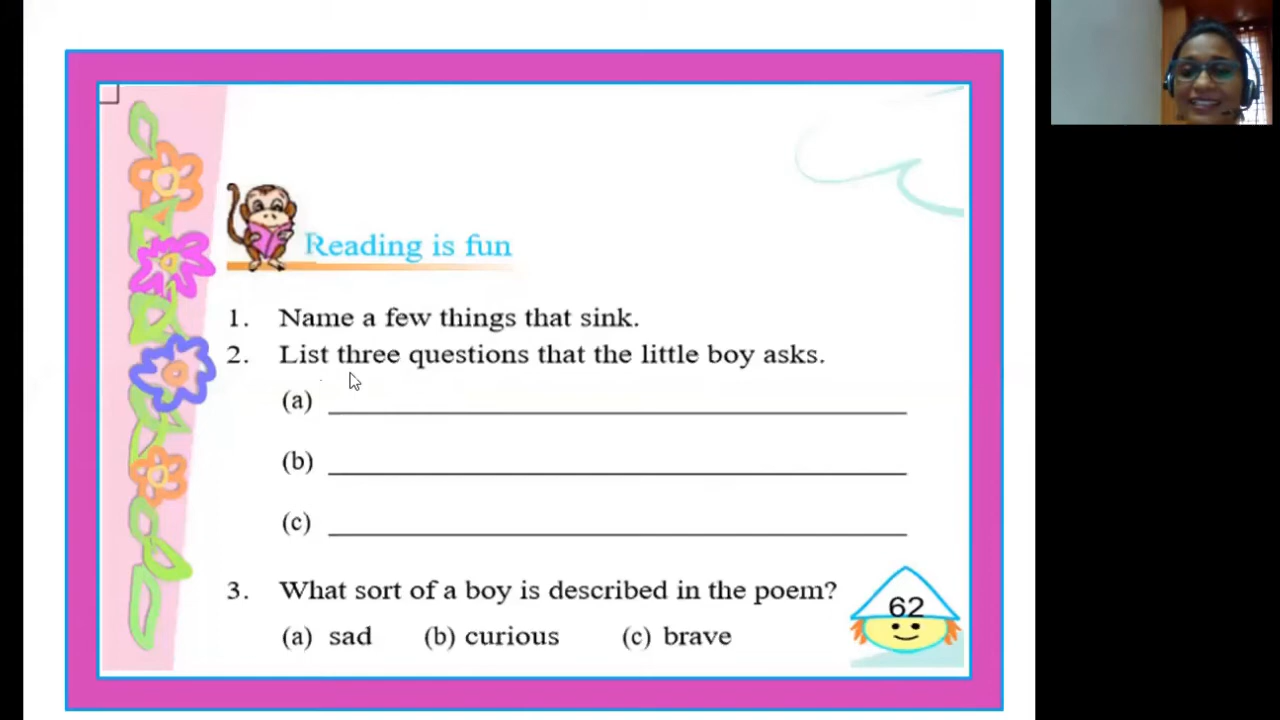 Reading is fun
1. Name a few things that sink.
2. List three questions that the little boy asks.
(a)
(b)
(c)
3. What sort of a boy is described in the poem?
(a) sad (b) curious (c) brave
62